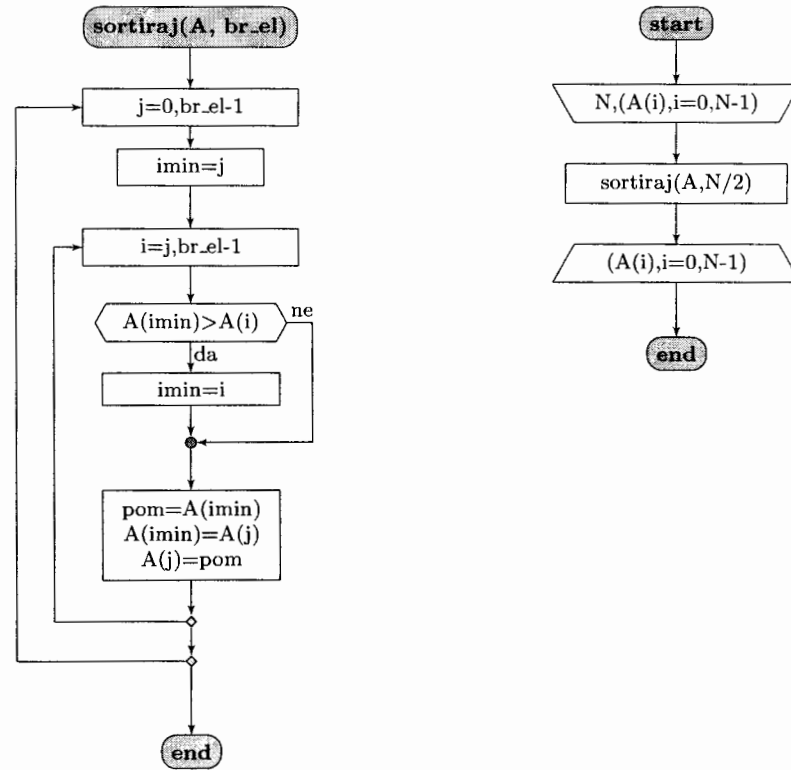 sortiraj(A, br_el)
j=0,br_el-1
imin=j
i=j,br_el-1
A(imin)>A(i)
ne
da
imin=i
pom=A(imin)
A(imin)=A(j)
A(j)=pom
end
start
N,(A(i),i=0,N-1)
sortiraj(A,N/2)
(A(i),i=0,N-1)
end